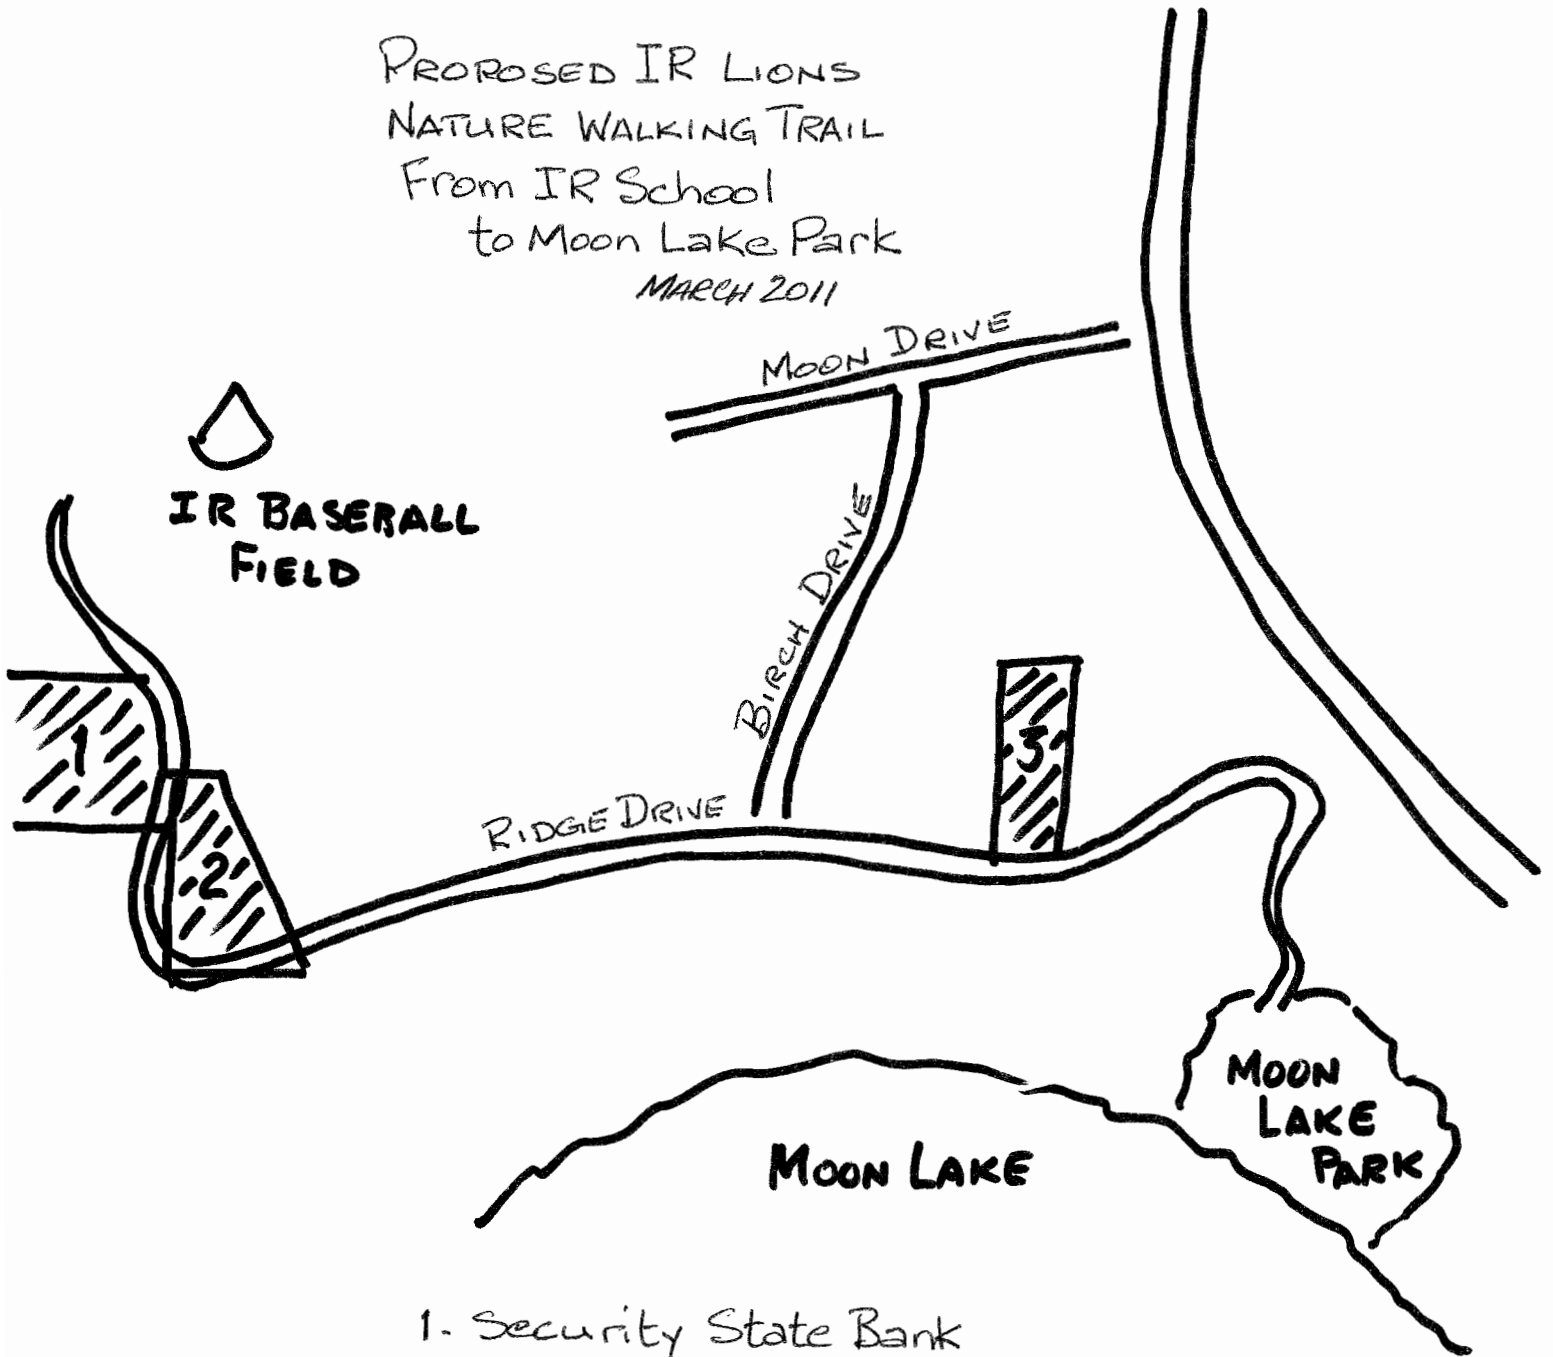 PROPOSED IR LIONS
NATURE WALKING TRAIL
From IR School
to Moon Lake Park
MARCH 2011
MOON DRIVE
IR BASEBALL
FIELD
BIRCH DRIVE
1
3
RIDGE DRIVE
2
MOON
LAKE
PARK
MOON LAKE
1. Security State Bank